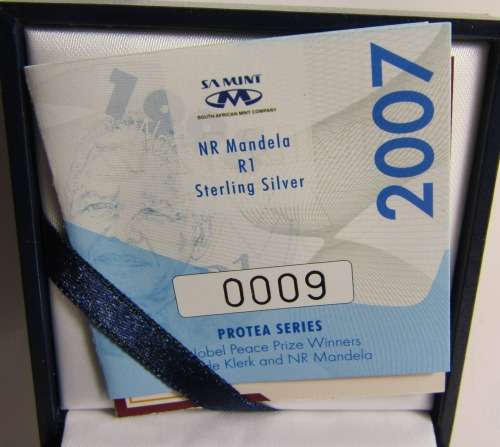 SA MINT
SOUTH AFRICAN MINT COMPANY
NR Mandela
R1
Sterling Silver
2007
0009
PROTEA SERIES
Nobel Peace Prize Winners
de Klerk and NR Mandela